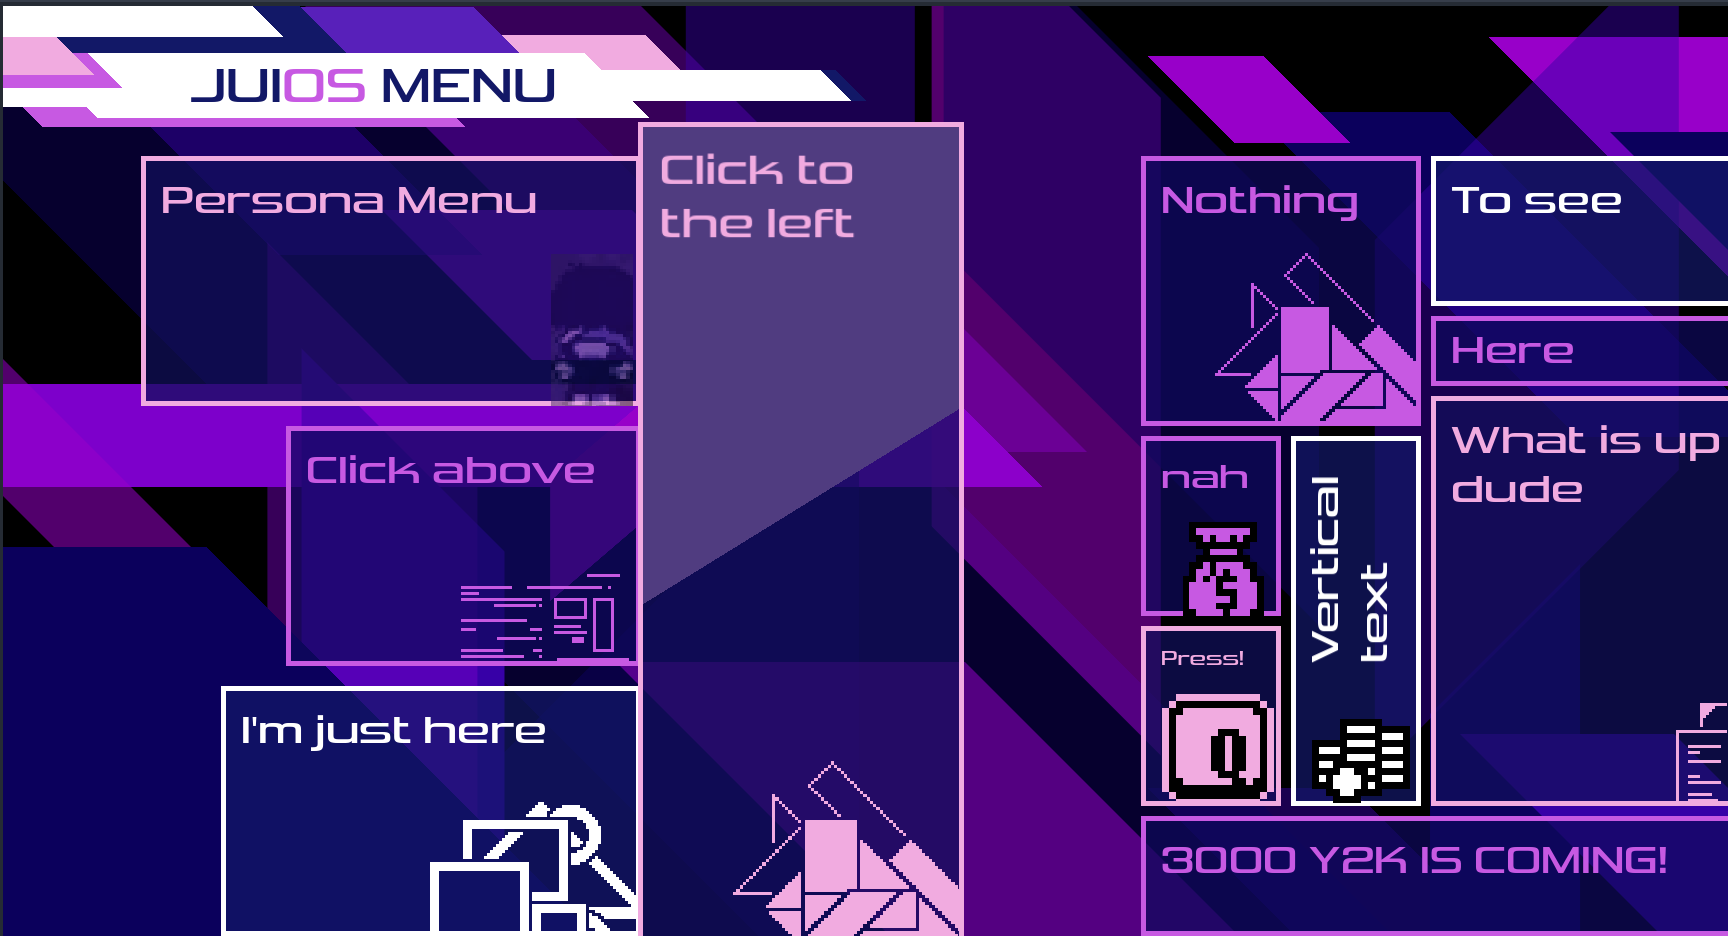 JUIOS MENU
Persona Menu
Click to
the left
Click above
I'm just here
Nothing
To see
Here
What is up
dude
nah
$
Vertical
text
Press!
Q
3000 Y2K IS COMING!